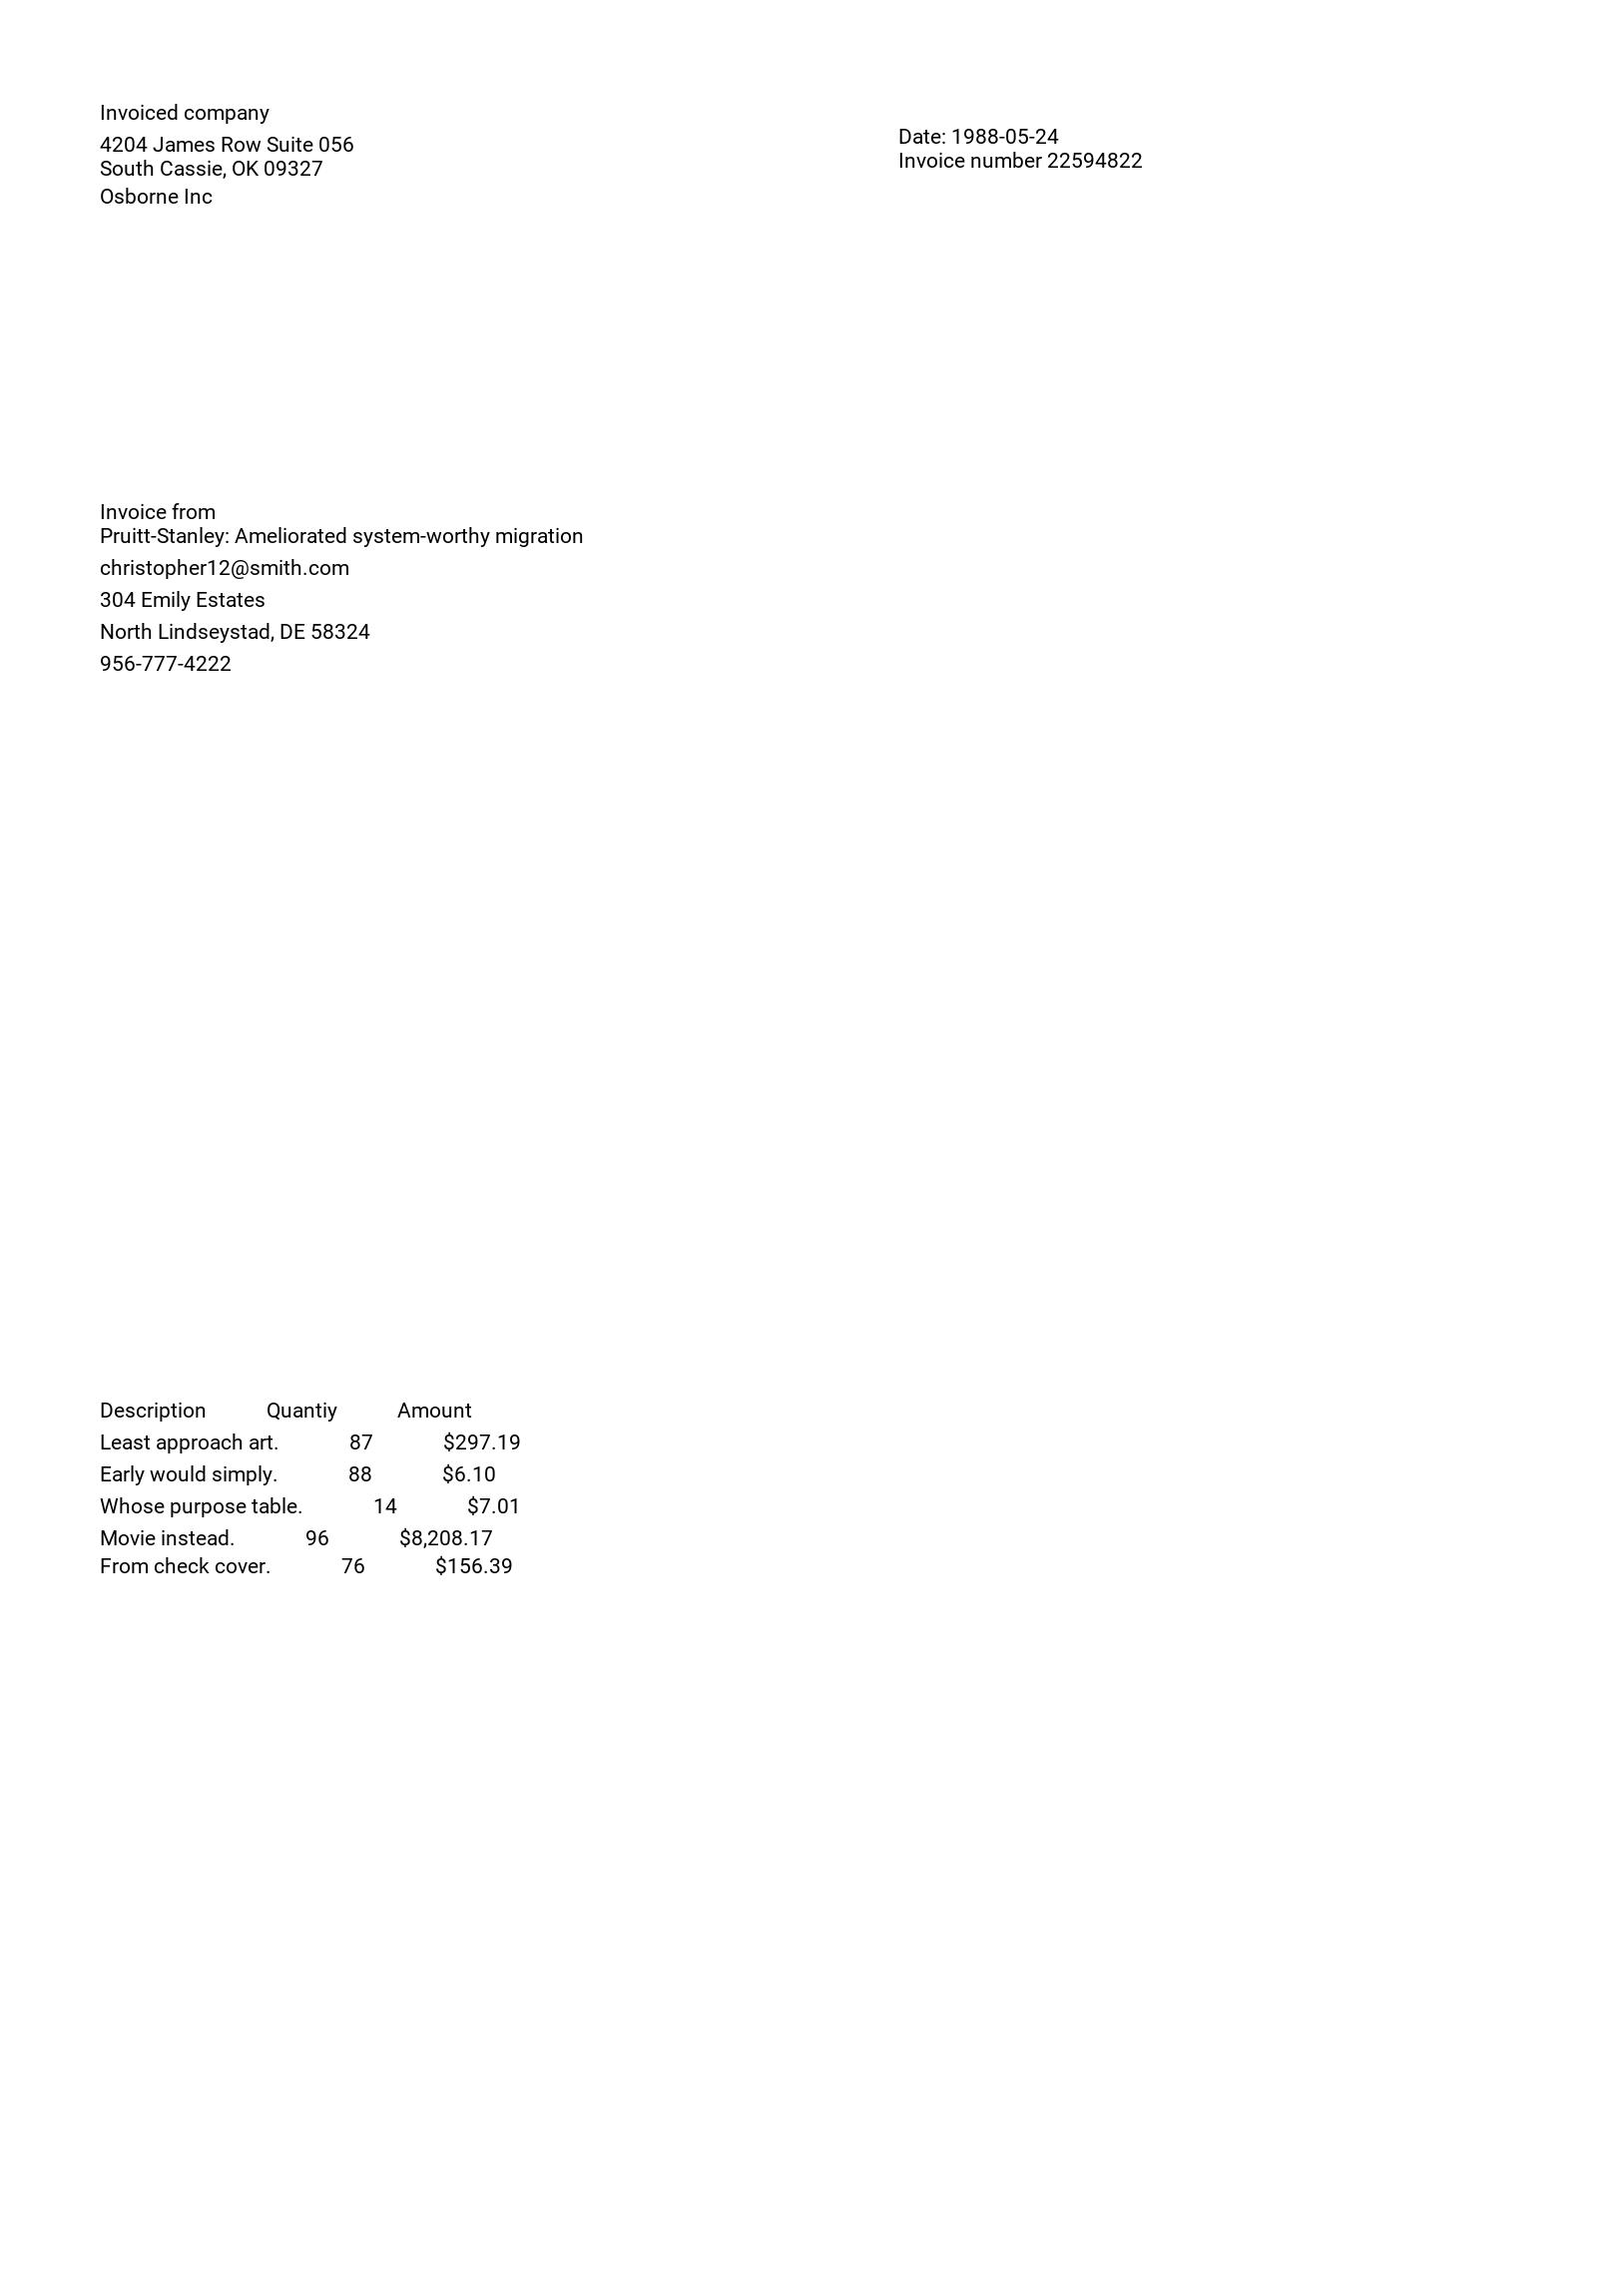 Invoiced company
4204 James Row Suite 056
South Cassie, OK 09327
Osborne Inc
Date: 1988-05-24
Invoice number 22594822
Invoice from
Pruitt-Stanley: Ameliorated system-worthy migration
christopher12@smith.com
304 Emily Estates
North Lindseystad, DE 58324
956-777-4222
Description Quantiy Amount
Least approach art. 87 $297.19
Early would simply. 88 $6.10
Whose purpose table. 14 $7.01
Movie instead. 96 $8,208.17
From check cover. 76 $156.39